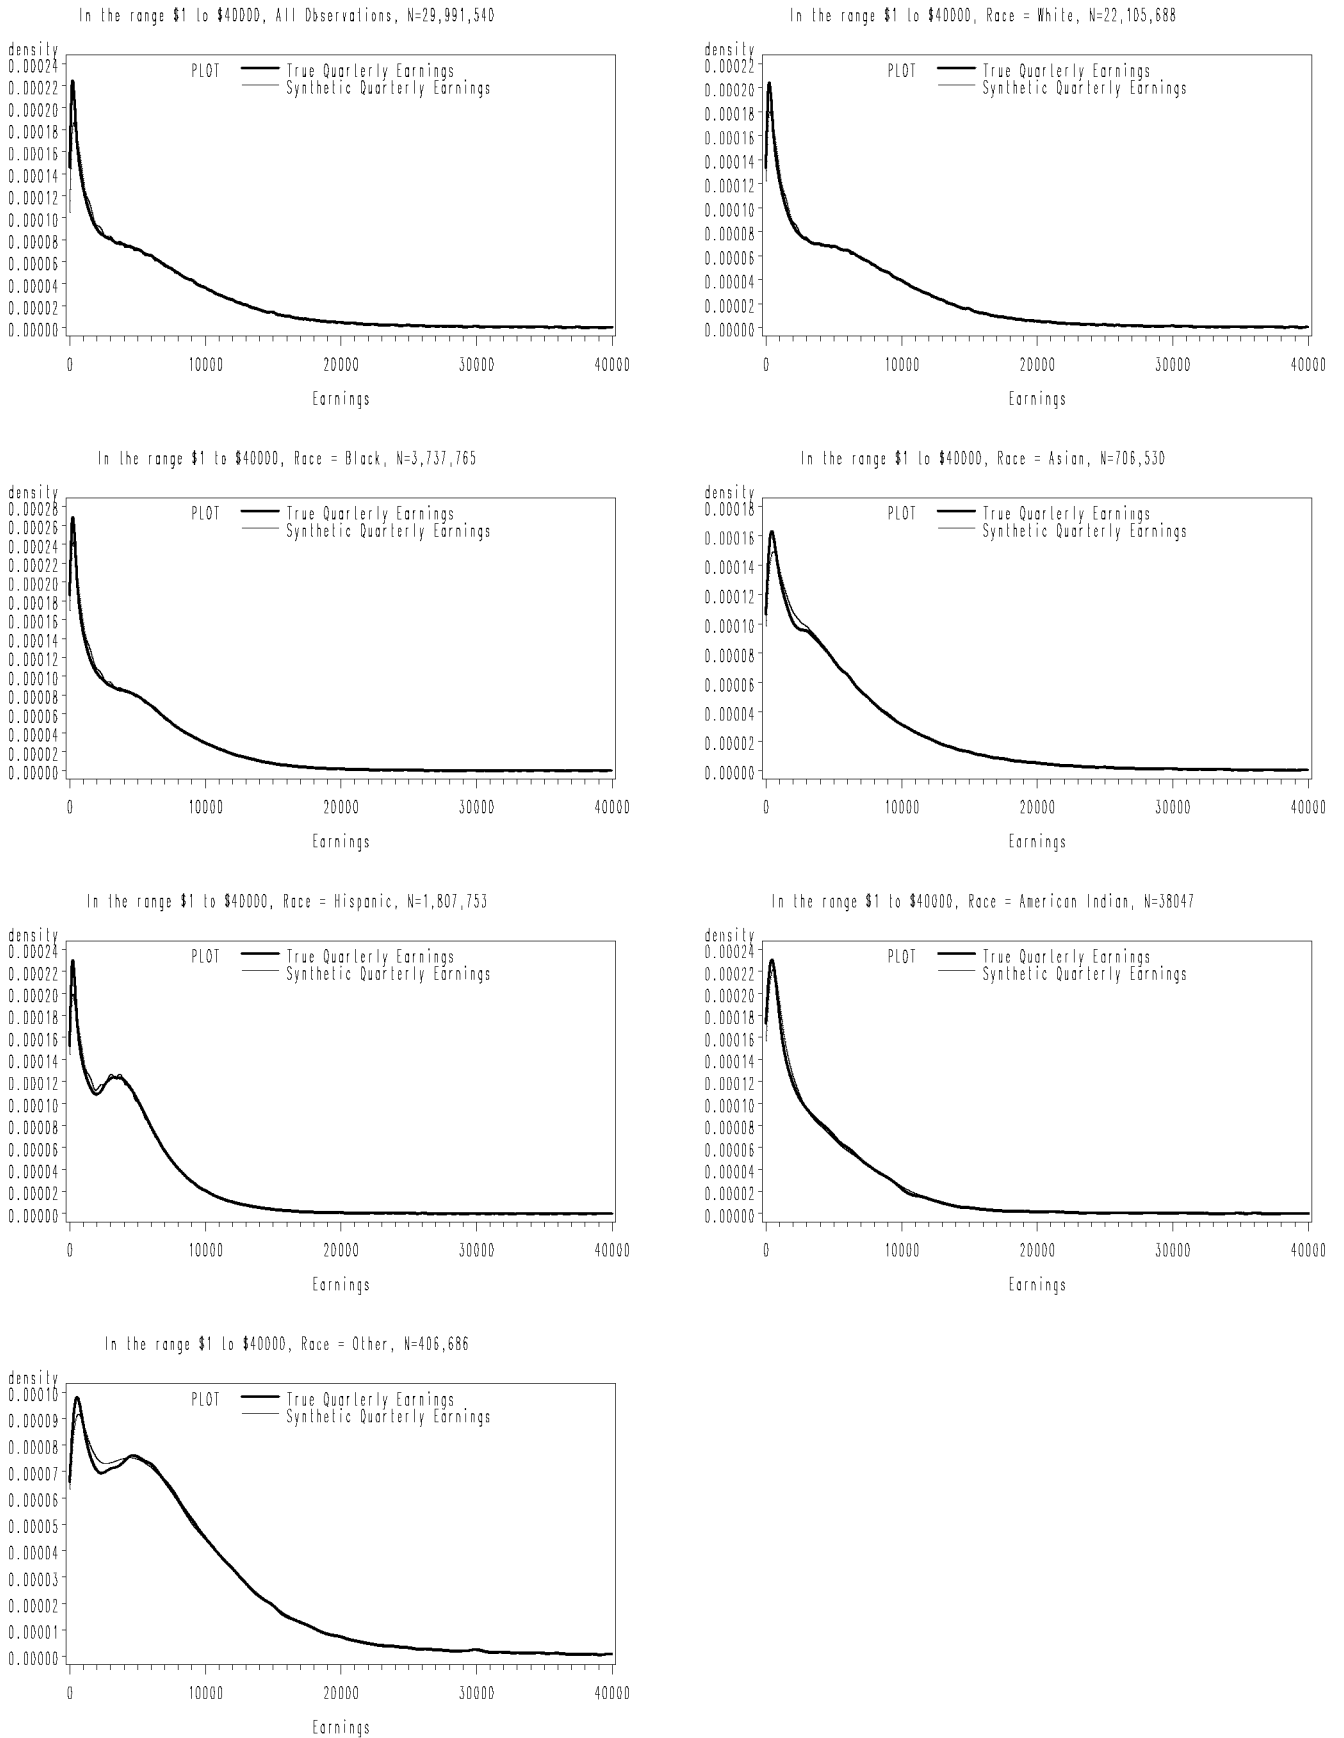 In the range $1 to $40000, All Observations, N=29,991,540
density
PLOT True Quarterly Earnings
Synthetic Quarterly Earnings
0.00024
0.00022
0.00020
0.00018
0.00016
0.00014
0.00012
0.00010
0.00008
0.00006
0.00004
0.00002
0.00000
0 10000 20000 30000 40000
Earnings
In the range $1 to $40000, Race = White, N=22,105,688
density
PLOT True Quarterly Earnings
Synthetic Quarterly Earnings
0.00022
0.00020
0.00018
0.00016
0.00014
0.00012
0.00010
0.00008
0.00006
0.00004
0.00002
0.00000
0 10000 20000 30000 40000
Earnings
In the range $1 to $40000, Race = Black, N=3,737,765
density
PLOT True Quarterly Earnings
Synthetic Quarterly Earnings
0.00028
0.00026
0.00024
0.00022
0.00020
0.00018
0.00016
0.00014
0.00012
0.00010
0.00008
0.00006
0.00004
0.00002
0.00000
0 10000 20000 30000 40000
Earnings
In the range $1 to $40000, Race = Asian, N=706,530
density
PLOT True Quarterly Earnings
Synthetic Quarterly Earnings
0.00018
0.00016
0.00014
0.00012
0.00010
0.00008
0.00006
0.00004
0.00002
0.00000
0 10000 20000 30000 40000
Earnings
In the range $1 to $40000, Race = Hispanic, N=1,807,753
density
PLOT True Quarterly Earnings
Synthetic Quarterly Earnings
0.00024
0.00022
0.00020
0.00018
0.00016
0.00014
0.00012
0.00010
0.00008
0.00006
0.00004
0.00002
0.00000
0 10000 20000 30000 40000
Earnings
In the range $1 to $40000, Race = American Indian, N=38047
density
PLOT True Quarterly Earnings
Synthetic Quarterly Earnings
0.00024
0.00022
0.00020
0.00018
0.00016
0.00014
0.00012
0.00010
0.00008
0.00006
0.00004
0.00002
0.00000
0 10000 20000 30000 40000
Earnings
In the range $1 to $40000, Race = Other, N=406,686
density
PLOT True Quarterly Earnings
Synthetic Quarterly Earnings
0.00010
0.00009
0.00008
0.00007
0.00006
0.00005
0.00004
0.00003
0.00002
0.00001
0.00000
0 10000 20000 30000 40000
Earnings